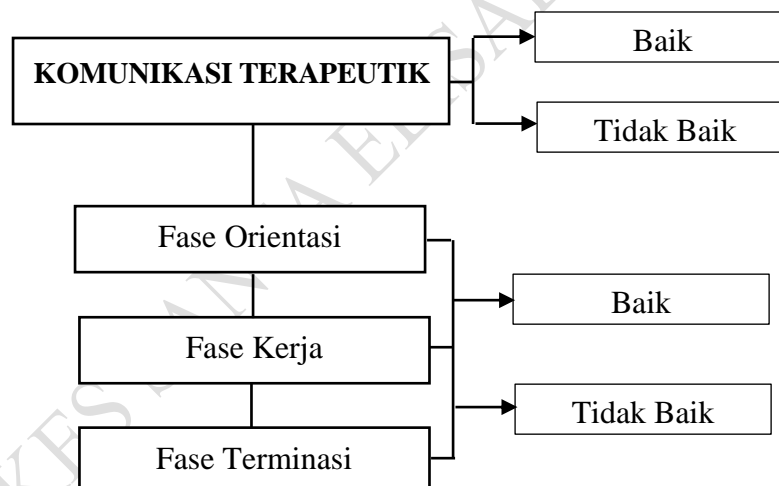 KOMUNIKASI TERAPEUTIK
Baik
Tidak Baik
Fase Orientasi
Fase Kerja
Fase Terminasi
Baik
Tidak Baik